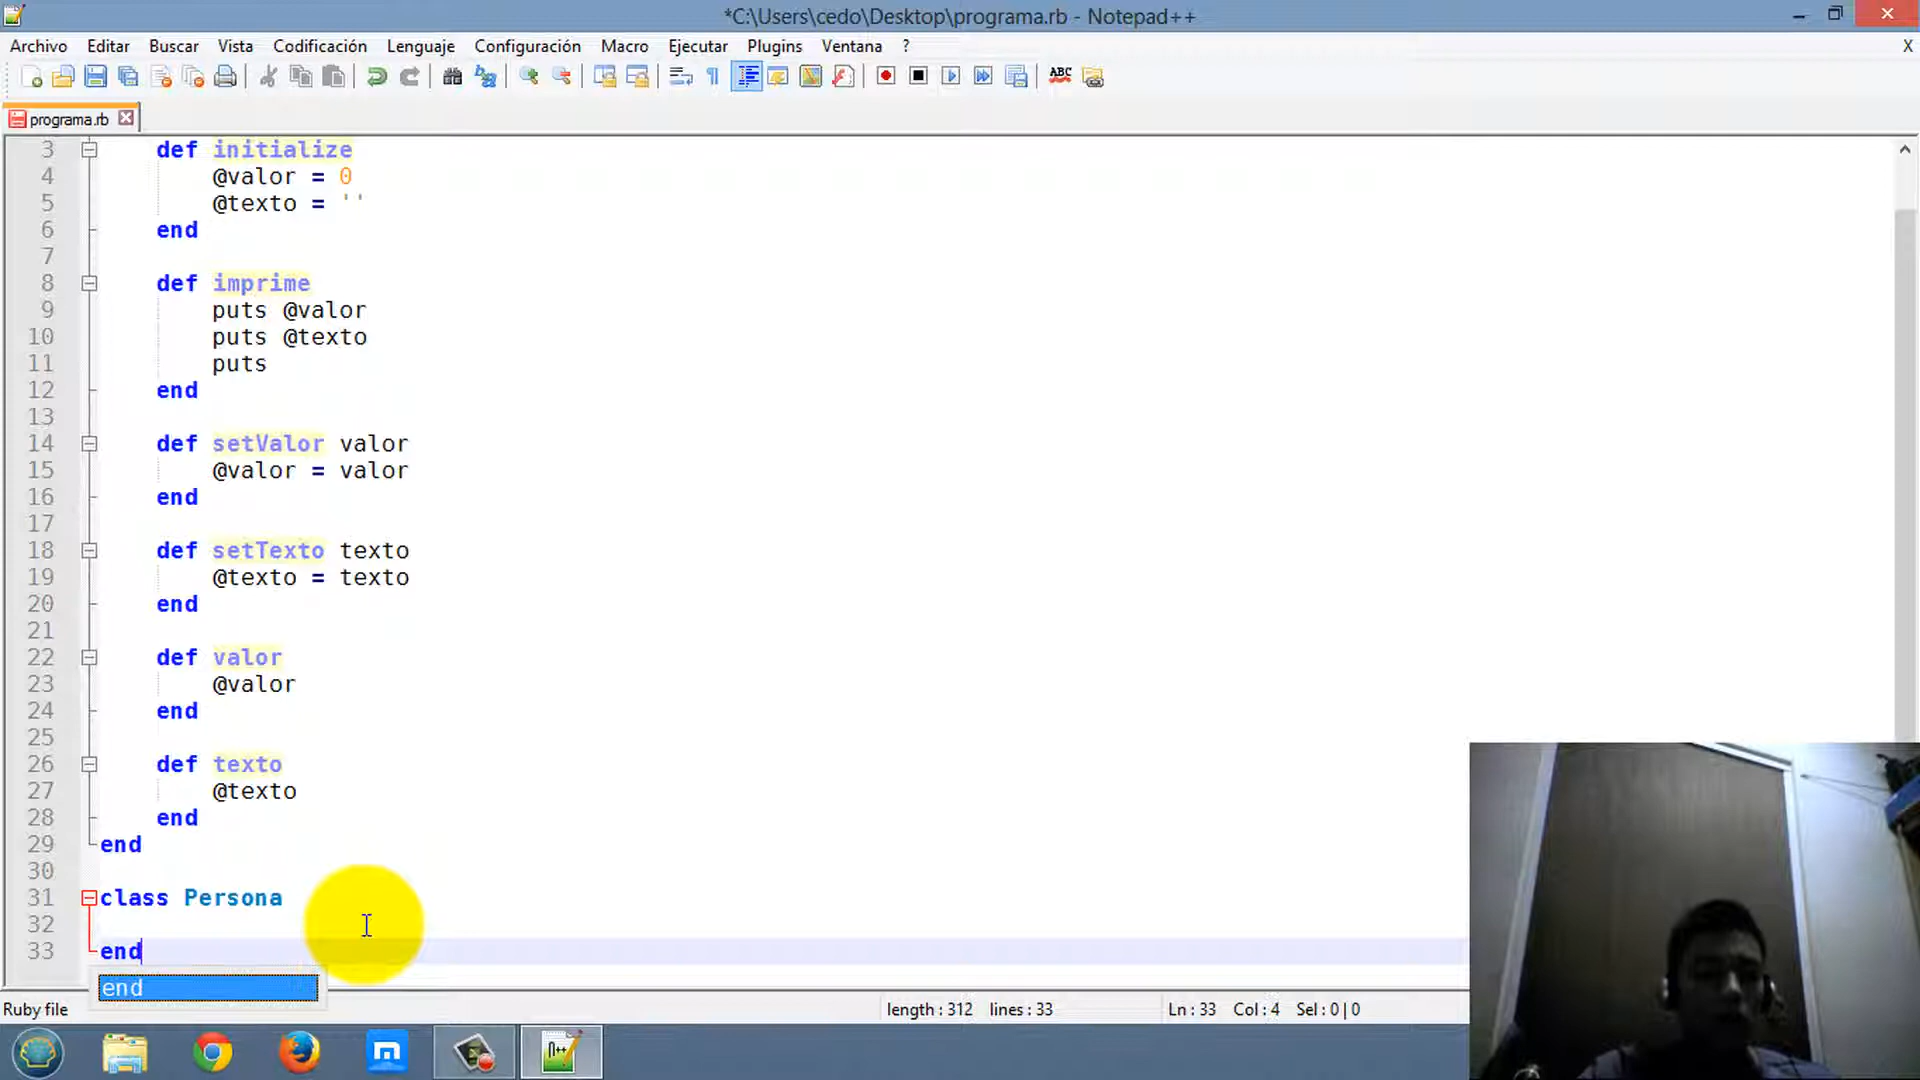 *C:\Users\cedo\Desktop\programa.rb - Notepad++
Archivo Editar Buscar Vista Codificación Lenguaje Configuración Macro Ejecutar Plugins Ventana ? X
ABC
programa.rb
3 def initialize
4 @valor = 0
5 @texto = ''
6 end
7
8 def imprime
9 puts @valor
10 puts @texto
11 puts
12 end
13
14 def setValor valor
15 @valor = valor
16 end
17
18 def setTexto texto
19 @texto = texto
20 end
21
22 def valor
23 @valor
24 end
25
26 def texto
27 @texto
28 end
29 end
30
31 class Persona
32
33 end
end
Ruby file length : 312 lines : 33 Ln : 33 Col : 4 Sel : 0 | 0